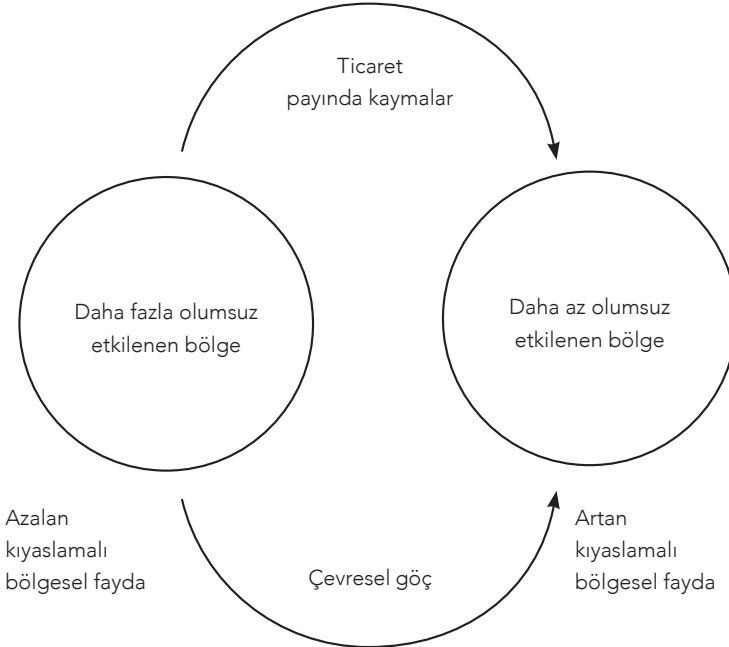 Ticaret
payında kaymalar
Daha fazla olumsuz
etkilenen bölge
Daha az olumsuz
etkilenen bölge
Azalan
kıyaslamalı
bölgesel fayda
Çevresel göç
Artan
kıyaslamalı
bölgesel fayda